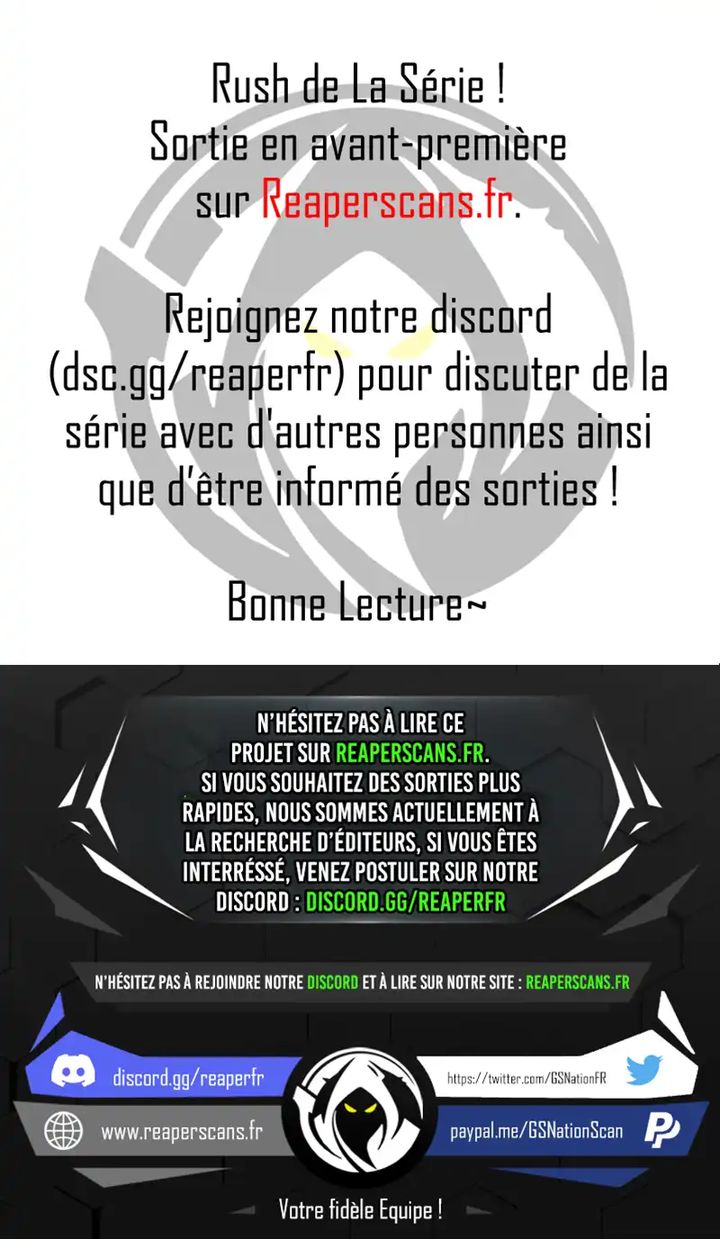 Rush de La Série !
Sortie en avant-première
sur Reaperscans.fr.
Rejoignez notre discord
(dsc.gg/reaperfr) pour discuter de la
série avec d'autres personnes ainsi
que d'être informé des sorties !
Bonne Lecture~
N'HÉSITEZ PAS À LIRE CE
PROJET SUR REAPERSCANS.FR.
SI VOUS SOUHAITEZ DES SORTIES PLUS
RAPIDES, NOUS SOMMES ACTUELLEMENT À
LA RECHERCHE D'ÉDITEURS, SI VOUS ÊTES
INTERRÉSSÉ, VENEZ POSTULER SUR NOTRE
DISCORD : DISCORD.GG/REAPERFR
N'HÉSITEZ PAS À REJOINDRE NOTRE DISCORD ET À LIRE SUR NOTRE SITE : REAPERSCANS.FR
discord.gg/reaperfr
https://twitter.com/GSNationFR
www.reaperscans.fr
paypal.me/GSNationScan
Votre fidèle Equipe !